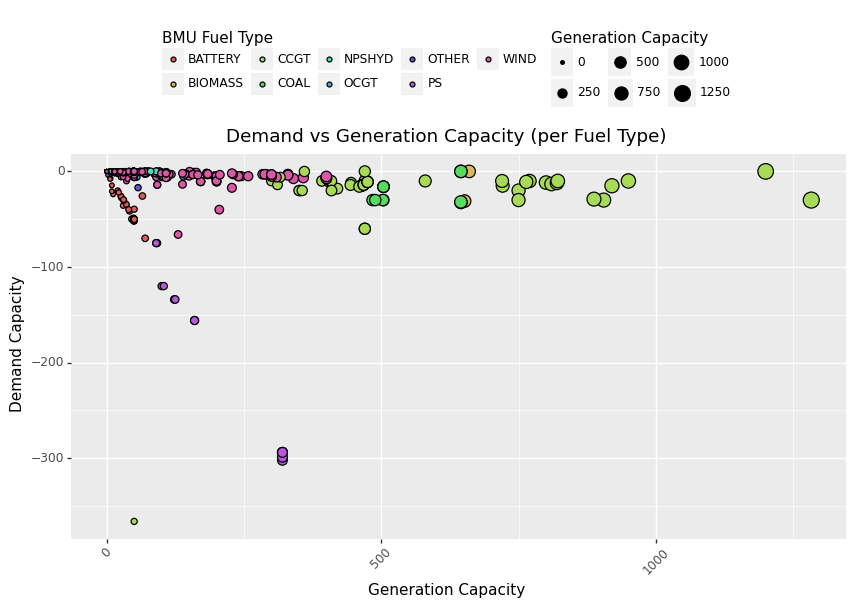 BMU Fuel Type
BATTERY CCGT NPSHYD OTHER WIND
BIOMASS COAL OCGT PS
Generation Capacity
0 500 1000
250 750 1250
Demand vs Generation Capacity (per Fuel Type)
0
−100
−200
−300
Demand Capacity
0 500 1000
Generation Capacity